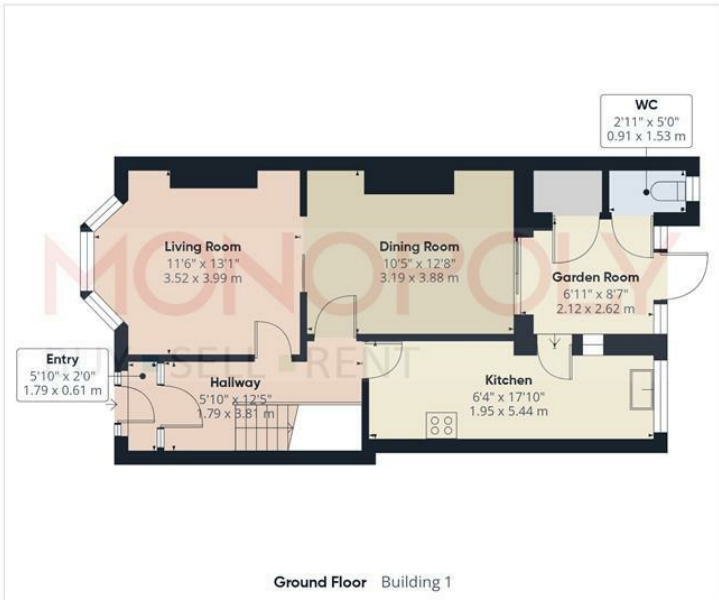 WC
2'11" x 5'0"
0.91 x 1.53 m
Living Room
11'6" x 13'1"
3.52 x 3.99 m
Dining Room
10'5" x 12'8"
3.19 x 3.88 m
Garden Room
6'11" x 8'7"
2.12 x 2.62 m
MONOPOLY
BUY SELL RENT
Entry
5'10" x 2'0"
1.79 x 0.61 m
Hallway
5'10" x 12'5"
1.79 x 3.81 m
Kitchen
6'4" x 17'10"
1.95 x 5.44 m
Ground Floor Building 1